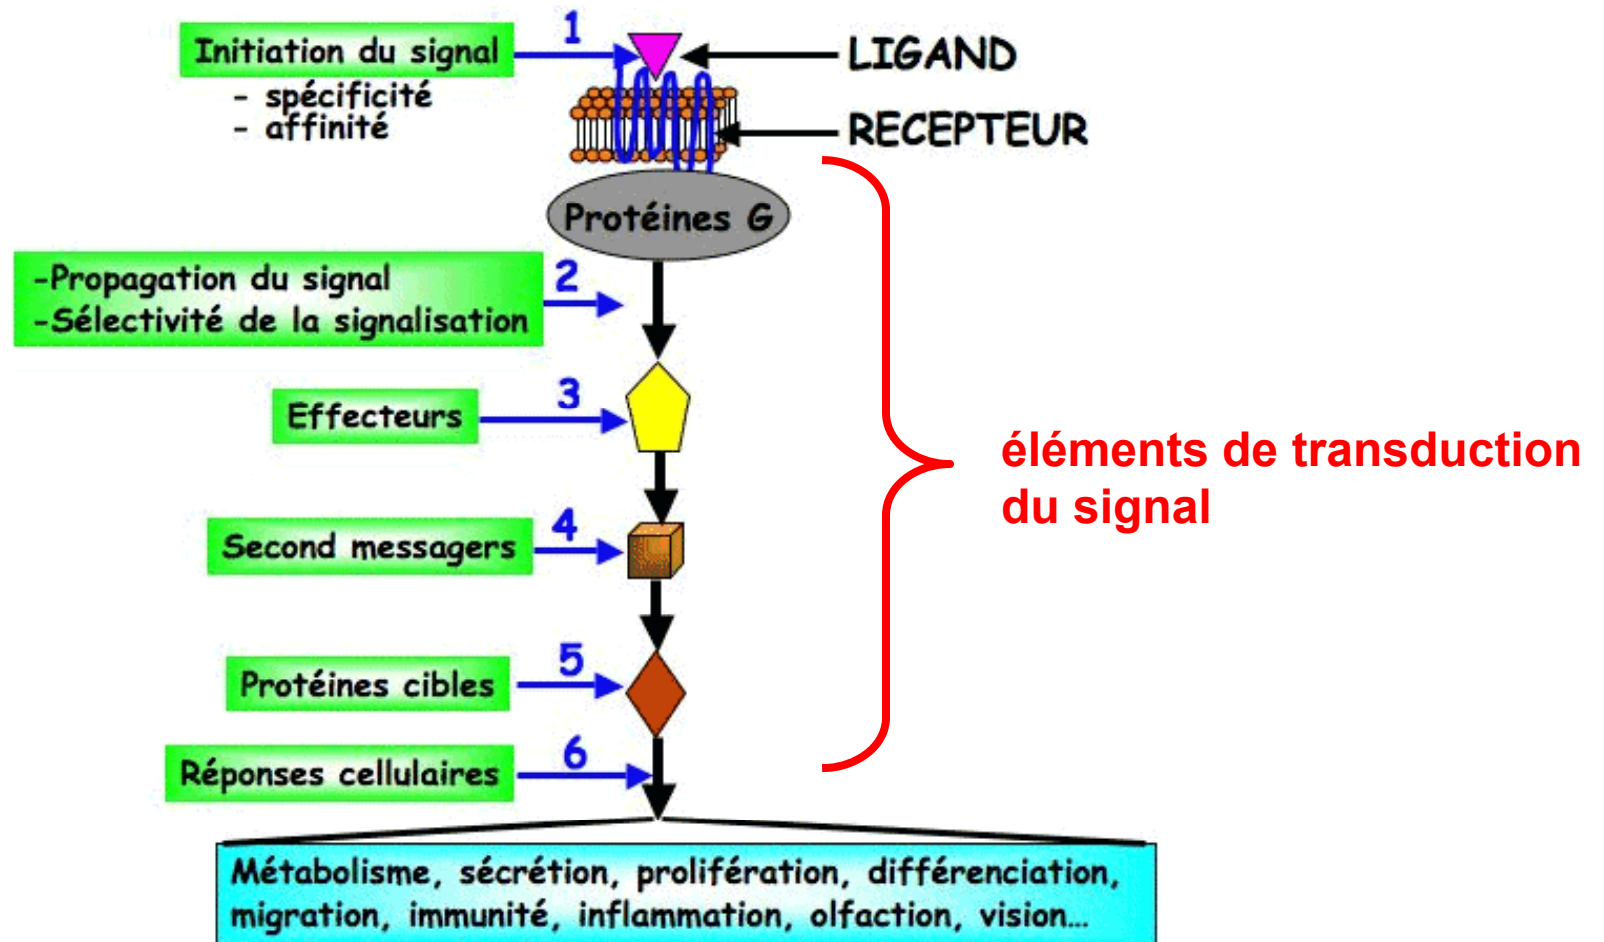 1
Initiation du signal
- spécificité
- affinité
LIGAND
RECEPTEUR
Protéines G
2
-Propagation du signal
-Sélectivité de la signalisation
3
Effecteurs
éléments de transduction
du signal
4
Second messagers
5
Protéines cibles
6
Réponses cellulaires
Métabolisme, sécrétion, prolifération, différenciation,
migration, immunité, inflammation, olfaction, vision...